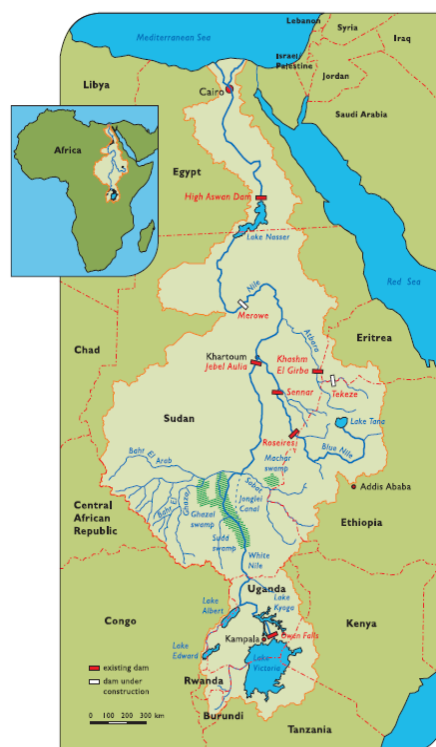 Lebanon
Syria
Iraq
Mediterranean Sea
Israel/
Palestine
Jordan
Libya
Cairo
Saudi Arabia
Africa
Egypt
High Aswan Dam
Lake Nasser
Red Sea
Nile
Merowe
Atbara
Eritrea
Chad
Khartoum
Jebel Aulia
Khashm
El Girba
Tekeze
Sennar
Lake Tana
Sudan
Roseires
Blue Nile
Bahr El
Arab
Machar
swamp
Sobat
Addis Ababa
Jonglei
Canal
Bahr El
Ghazal
Ghazal
swamp
Central
African
Republic
Ethiopia
Sudd
swamp
White
Nile
Uganda
Lake
Albert
Lake
Kyoga
Congo
Kenya
Kampala
Owen Falls
Lake
Edward
Lake
Victoria
existing dam
dam under
construction
Rwanda
0 100 200 300 km
Burundi
Tanzania